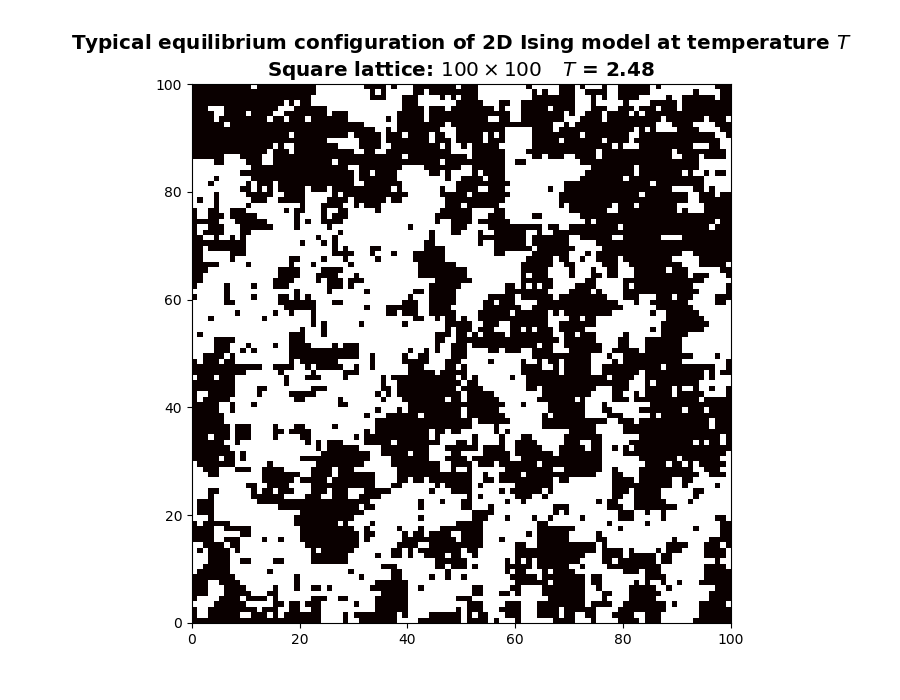 Typical equilibrium configuration of 2D Ising model at temperature T
Square lattice: 100 × 100 T = 2.48
100
80
60
40
20
0
0 20 40 60 80 100